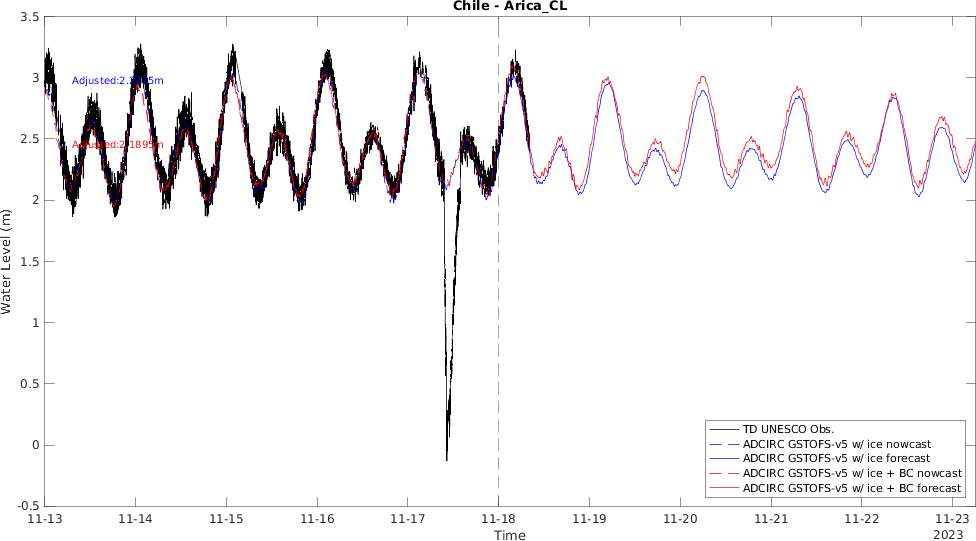 Chile - Arica_CL
3.5
3
2.5
2
1.5
1
0.5
0
-0.5
Water Level (m)
Adjusted:2.1895m
TD UNESCO Obs.
ADCIRC GSTOFS-v5 w/ ice nowcast
ADCIRC GSTOFS-v5 w/ ice forecast
ADCIRC GSTOFS-v5 w/ ice + BC nowcast
ADCIRC GSTOFS-v5 w/ ice + BC forecast
11-13
11-14
11-15
11-16
11-17
11-18
11-19
11-20
11-21
11-22
11-23
Time
2023